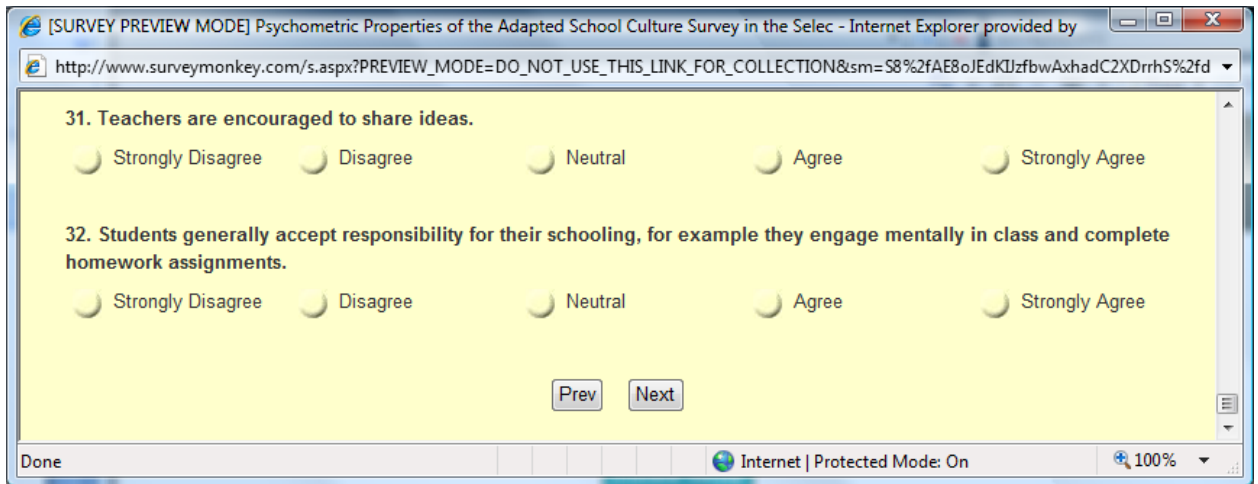 [SURVEY PREVIEW MODE] Psychometric Properties of the Adapted School Culture Survey in the Selec - Internet Explorer provided by
http://www.surveymonkey.com/s.aspx?PREVIEW_MODE=DO_NOT_USE_THIS_LINK_FOR_COLLECTION&sm=S8%2fAE8oJEdKIJzfbwAxhadC2XDrrhS%2fd
31. Teachers are encouraged to share ideas.
Strongly Disagree Disagree Neutral Agree Strongly Agree
32. Students generally accept responsibility for their schooling, for example they engage mentally in class and complete
homework assignments.
Strongly Disagree Disagree Neutral Agree Strongly Agree
Prev Next
Done Internet | Protected Mode: On 100%